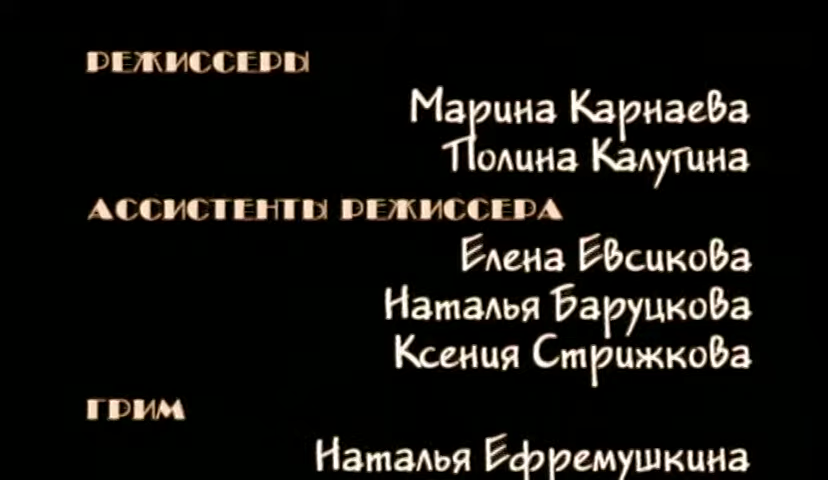 РЕЖИССЕРЫ
Марина Карнаева
Полина Калугина
АССИСТЕНТЫ РЕЖИССЕРА
Елена Евсикова
Наталья Баруцкова
Ксения Стрижкова
ГРИМ
Наталья Ефремушкина